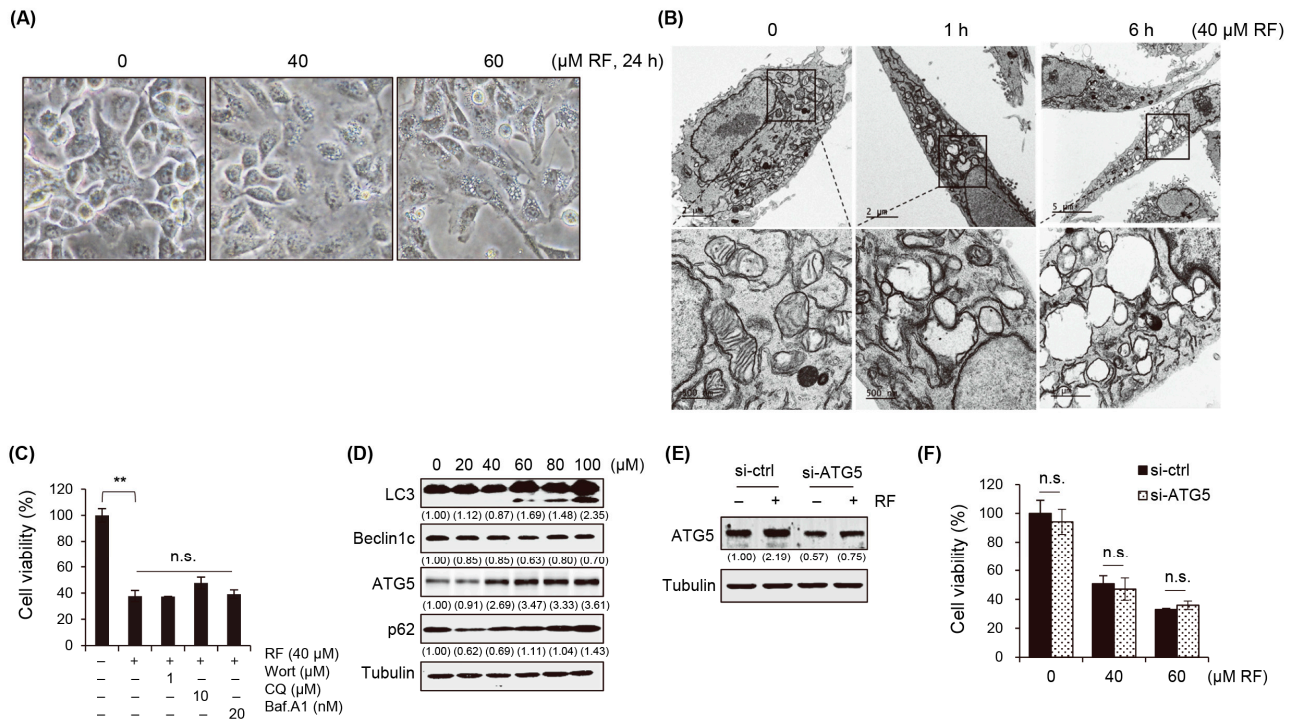 (A)
0 40 60 (μM RF, 24 h)
(B)
0 1 h 6 h (40 μM RF)
2 μm 2 μm 5 μm
500 nm 500 nm
(C)
Cell viability (%)
120
100
80
60
40
20
0
**
n.s.
– + + + + RF (40 μM)
– – 1 – – Wort (μM)
– – – 10 – CQ (μM)
– – – – 20 Baf.A1 (nM)
(D)
0 20 40 60 80 100 (μM)
LC3
(1.00) (1.12) (0.87) (1.69) (1.48) (2.35)
Beclin1c
(1.00) (0.85) (0.85) (0.63) (0.80) (0.70)
ATG5
(1.00) (0.91) (2.69) (3.47) (3.33) (3.61)
p62
(1.00) (0.62) (0.69) (1.11) (1.04) (1.43)
Tubulin
(E)
si-ctrl si-ATG5
– + – + RF
ATG5
(1.00) (2.19) (0.57) (0.75)
Tubulin
(F)
si-ctrl
si-ATG5
Cell viability (%)
120
100
80
60
40
20
0
n.s.
n.s.
n.s.
0 40 60 (μM RF)